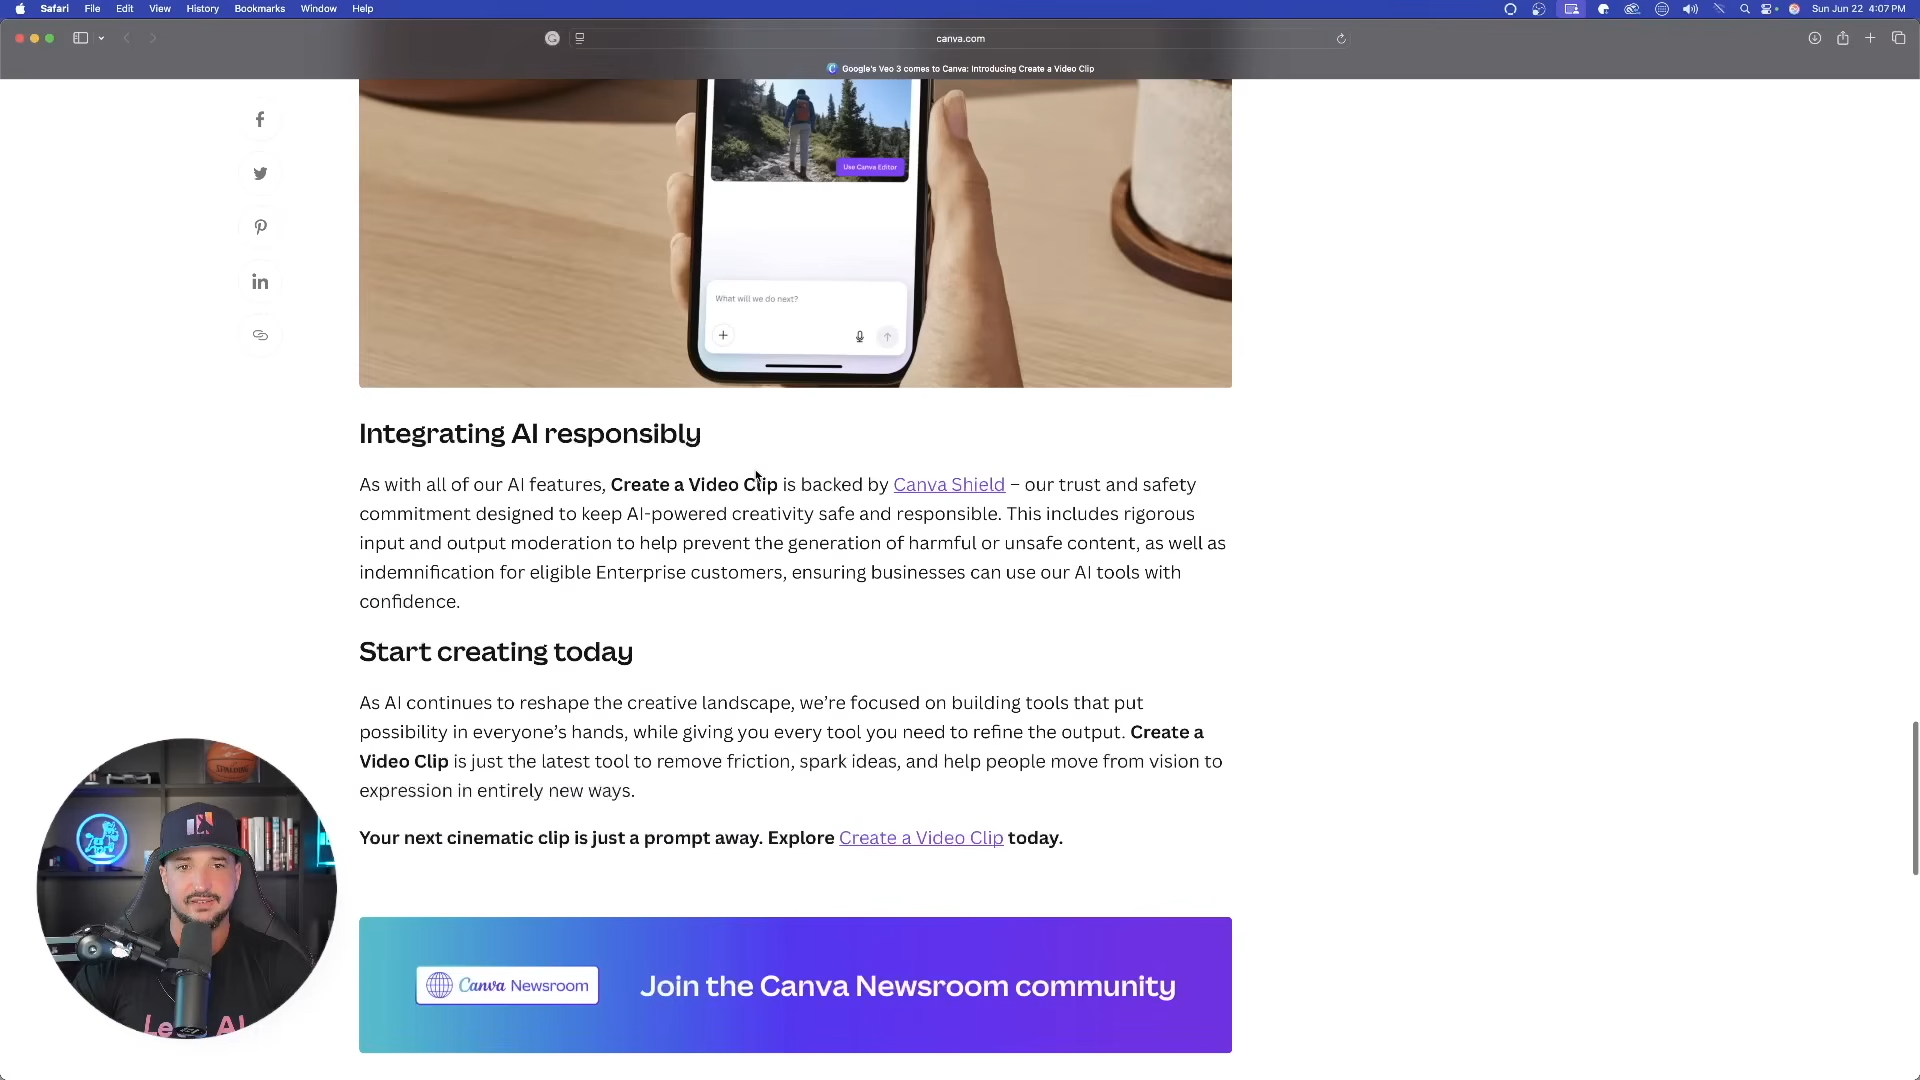 Safari File Edit View History Bookmarks Window Help
Sun Jun 22 4:07 PM
canva.com
Google's Veo 3 comes to Canva: Introducing Create a Video Clip
Use Canva Editor
What will we do next?
Integrating AI responsibly
As with all of our AI features, Create a Video Clip is backed by Canva Shield – our trust and safety
commitment designed to keep AI-powered creativity safe and responsible. This includes rigorous
input and output moderation to help prevent the generation of harmful or unsafe content, as well as
indemnification for eligible Enterprise customers, ensuring businesses can use our AI tools with
confidence.
Start creating today
As AI continues to reshape the creative landscape, we’re focused on building tools that put
possibility in everyone’s hands, while giving you every tool you need to refine the output. Create a
Video Clip is just the latest tool to remove friction, spark ideas, and help people move from vision to
expression in entirely new ways.
Your next cinematic clip is just a prompt away. Explore Create a Video Clip today.
SPALDING
Canva Newsroom
Join the Canva Newsroom community